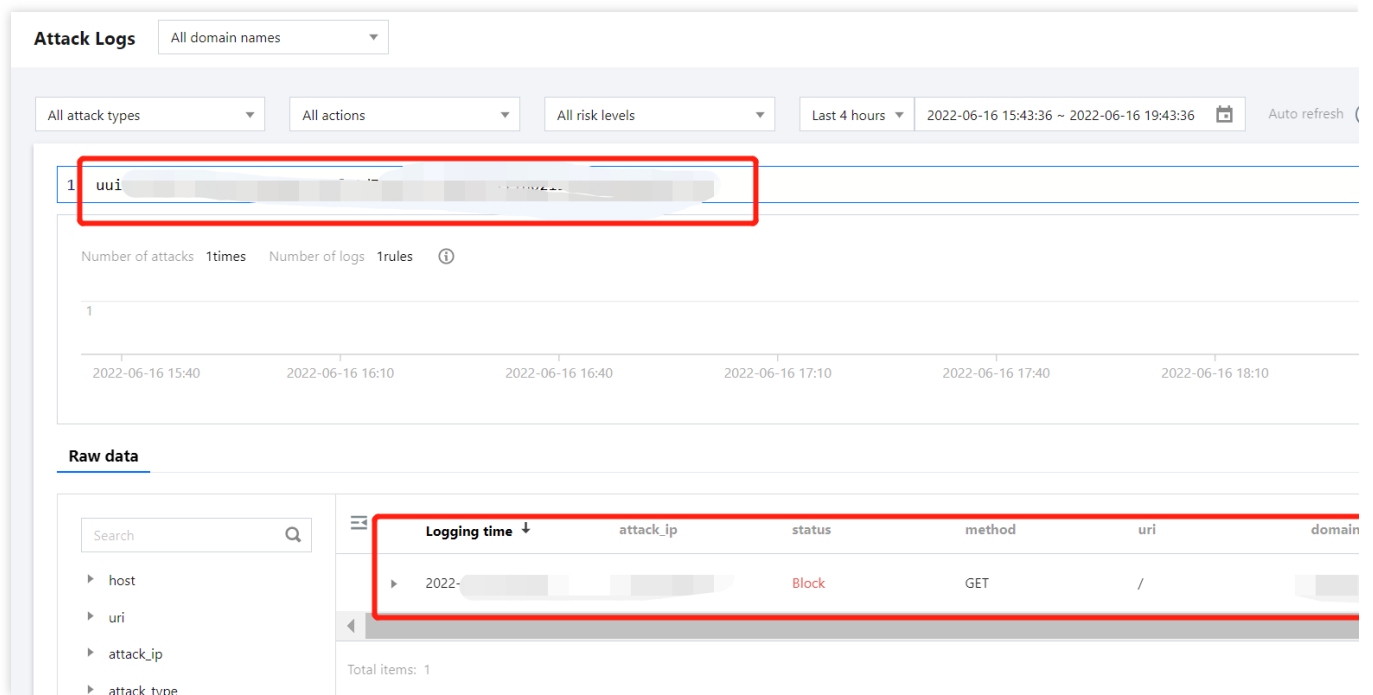 Attack Logs All domain names
All attack types All actions All risk levels Last 4 hours 2022-06-16 15:43:36 ~ 2022-06-16 19:43:36 Auto refresh
1
Number of attacks 1times Number of logs 1rules
1
2022-06-16 15:40 2022-06-16 16:10 2022-06-16 16:40 2022-06-16 17:10 2022-06-16 17:40 2022-06-16 18:10
Raw data
Search
Logging time attack_ip status method uri domain
host
2022- Block GET /
uri
attack_ip
Total items: 1
attack_type